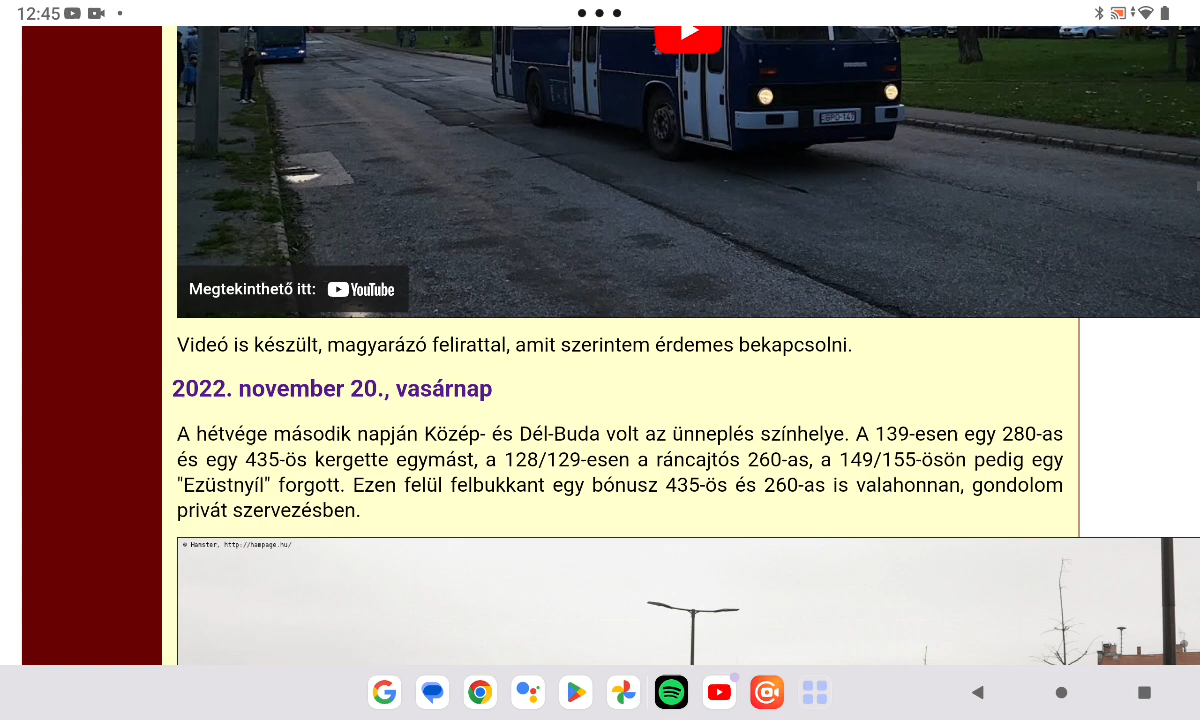 12:45
BPO-147
Megtekinthető itt: YouTube
Videó is készült, magyarázó felirattal, amit szerintem érdemes bekapcsolni.
2022. november 20., vasárnap
A hétvége második napján Közép- és Dél-Buda volt az ünneplés színhelye. A 139-esen egy 280-as
és egy 435-ös kergette egymást, a 128/129-esen a ráncajtós 260-as, a 149/155-ösön pedig egy
"Ezüstnyíl" forgott. Ezen felül felbukkant egy bónusz 435-ös és 260-as is valahonnan, gondolom
privát szervezésben.
© Hamster, http://hampage.hu/